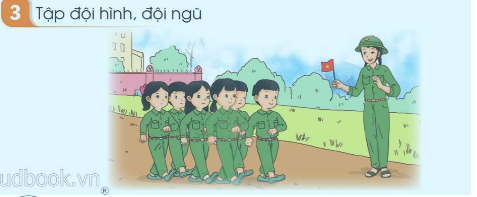 3 Tập đội hình, đội ngũ
udbook.vn ®